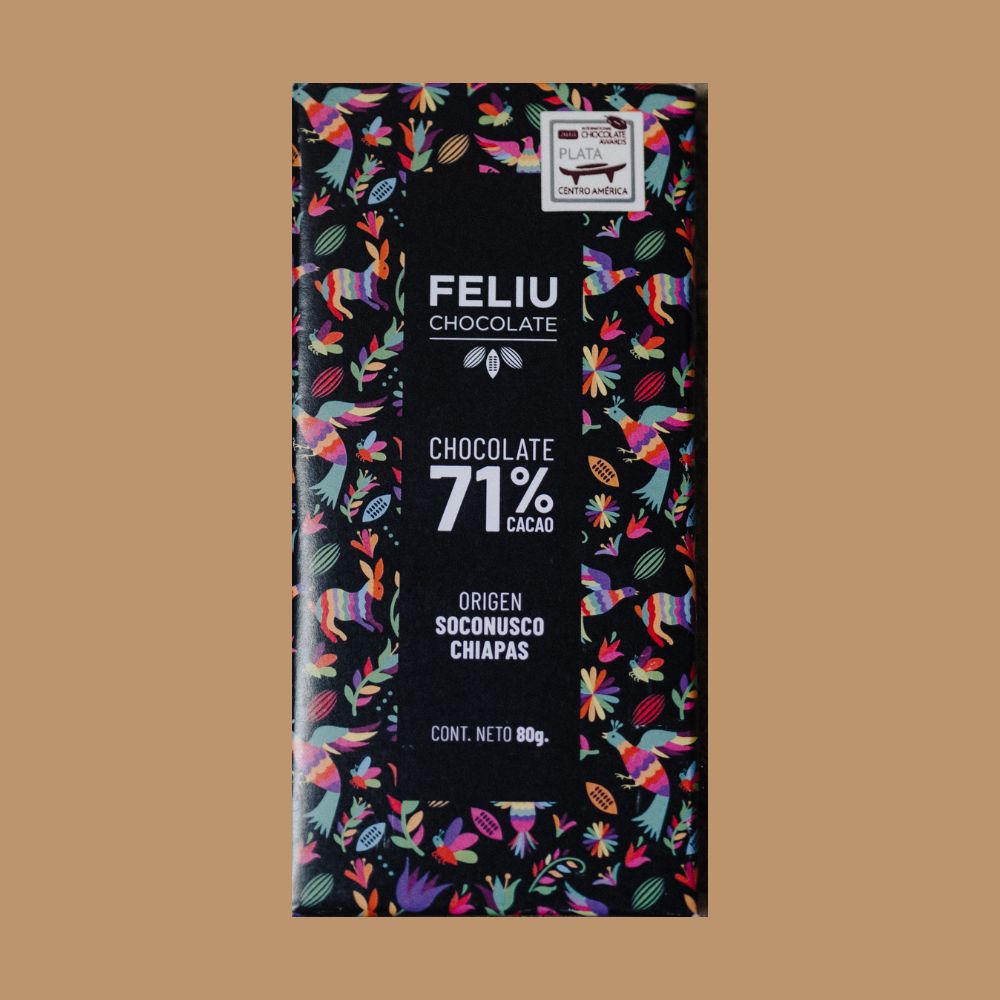 INTERNATIONAL
CHOCOLATE
AWARDS
PLATA
CENTRO AMÉRICA
FELIU
CHOCOLATE
CHOCOLATE
71%
CACAO
ORIGEN
SOCONUSCO
CHIAPAS
CONT. NETO 80g.